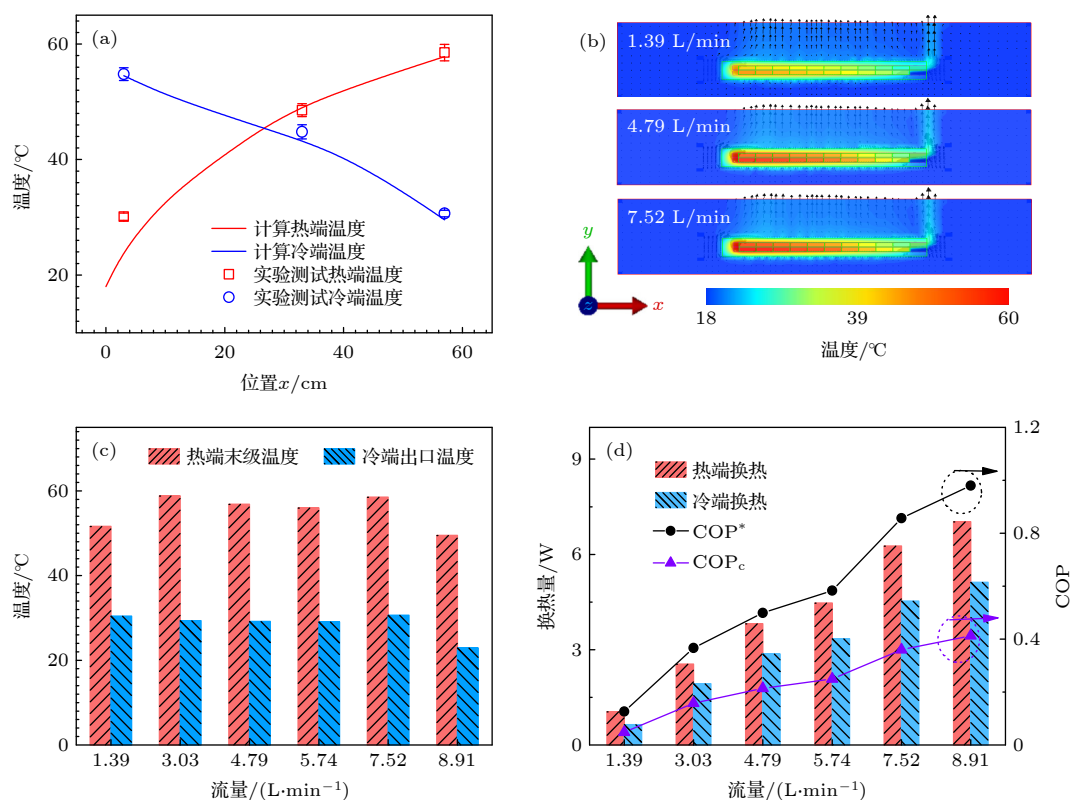 (a)
温度/℃
60
40
20
计算热端温度
计算冷端温度
实验测试热端温度
实验测试冷端温度
0 20 40 60
位置x/cm
(b)
1.39 L/min
4.79 L/min
7.52 L/min
y
x
18 39 60
温度/℃
(c)
热端末级温度 冷端出口温度
温度/℃
60
40
20
0
1.39 3.03 4.79 5.74 7.52 8.91
流量/(L·min⁻¹)
(d)
热端换热
冷端换热
COP*
COPc
换热量/W
9
6
3
0
1.2
0.8
0.4
0
COP
1.39 3.03 4.79 5.74 7.52 8.91
流量/(L·min⁻¹)